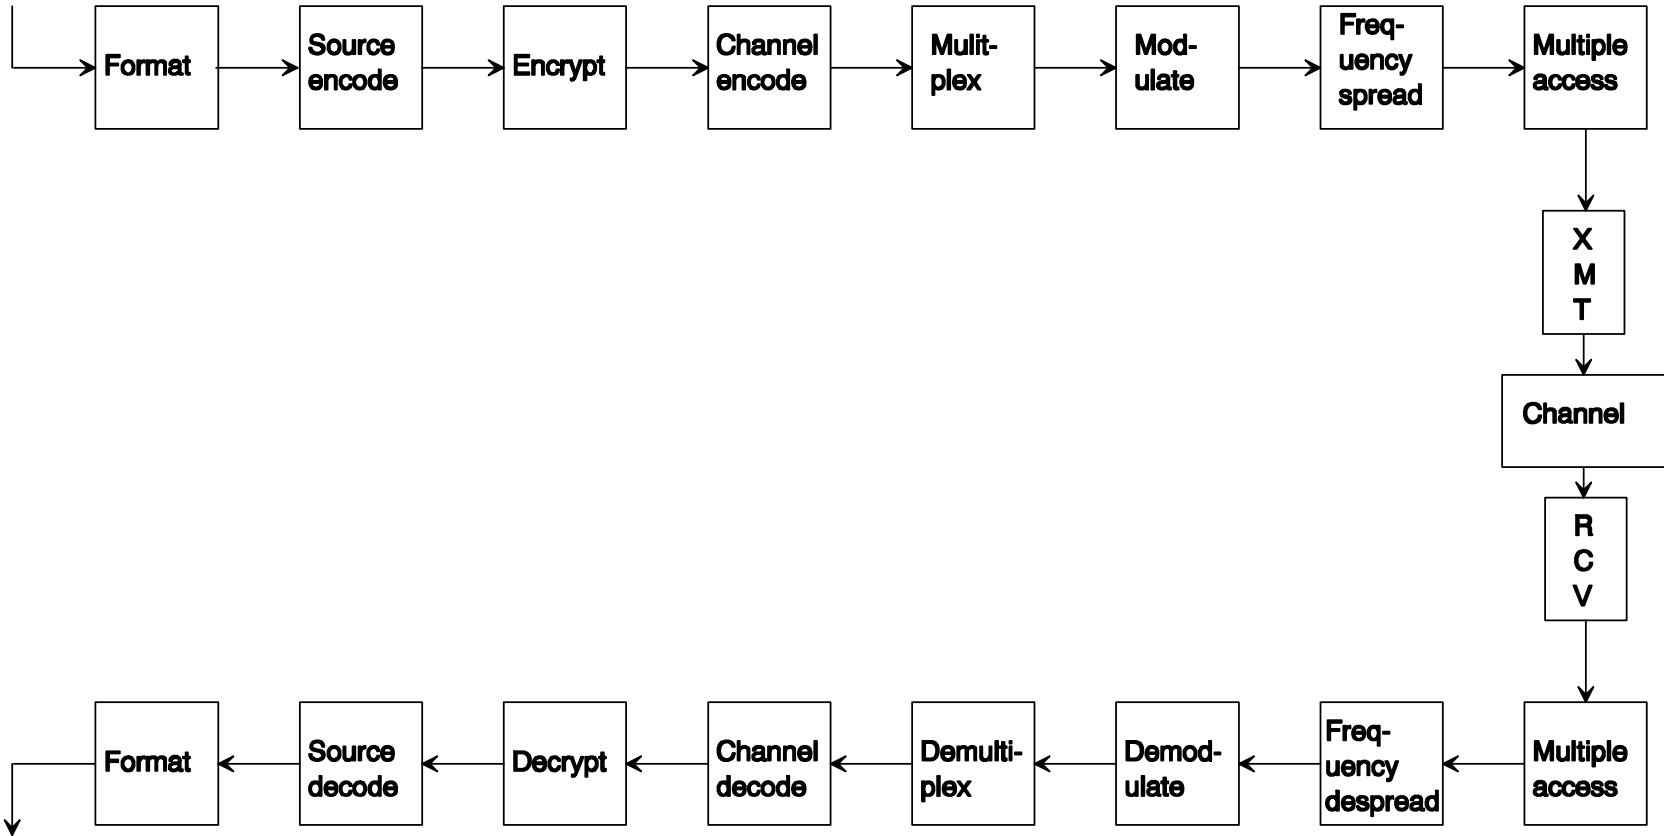 Format
Source
encode
Encrypt
Channel
encode
Mulit-
plex
Mod-
ulate
Freq-
uency
spread
Multiple
access
X
M
T
Channel
R
C
V
Format
Source
decode
Decrypt
Channel
decode
Demulti-
plex
Demod-
ulate
Freq-
uency
despread
Multiple
access